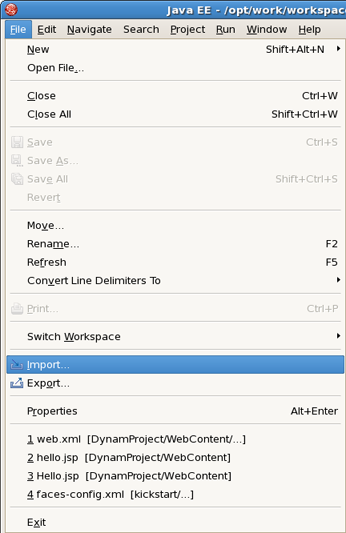 Java EE - /opt/work/workspac
File Edit Navigate Search Project Run Window Help
New Shift+Alt+N
Open File...
Close Ctrl+W
Close All Shift+Ctrl+W
Save Ctrl+S
Save As...
Save All Shift+Ctrl+S
Revert
Move...
Rename... F2
Refresh F5
Convert Line Delimiters To
Print... Ctrl+P
Switch Workspace
Import...
Export...
Properties Alt+Enter
1 web.xml [DynamProject/WebContent/...]
2 hello.jsp [DynamProject/WebContent]
3 Hello.jsp [DynamProject/WebContent]
4 faces-config.xml [kickstart/...]
Exit